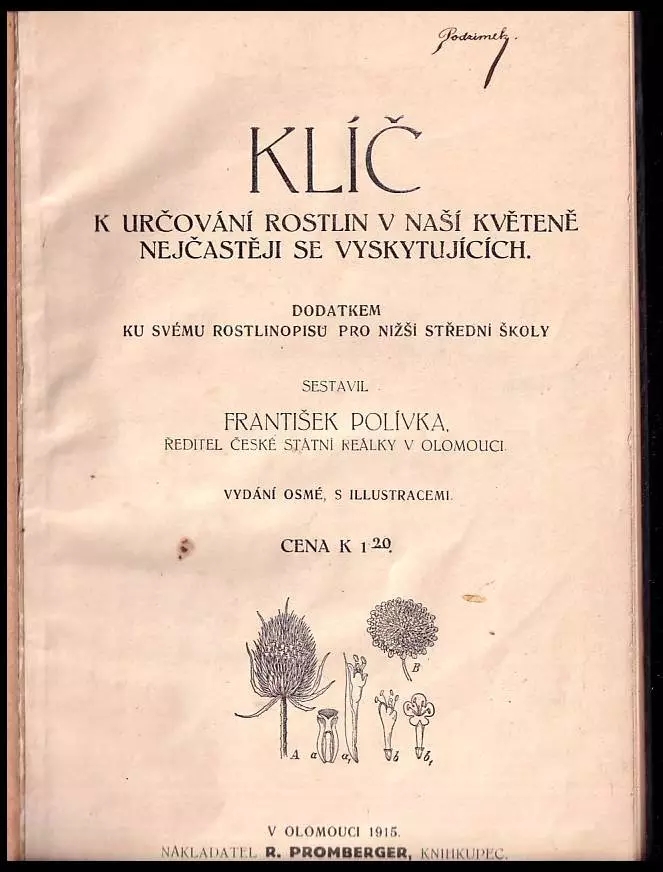 Podzimek.
KLÍČ
K URČOVÁNÍ ROSTLIN V NAŠÍ KVĚTENĚ
NEJČASTĚJI SE VYSKYTUJÍCÍCH.
DODATKEM
KU SVÉMU ROSTLINOPISU PRO NIŽŠÍ STŘEDNÍ ŠKOLY
SESTAVIL
FRANTIŠEK POLÍVKA,
ŘEDITEL ČESKÉ STÁTNÍ REÁLKY V OLOMOUCI.
VYDÁNÍ OSMÉ, S ILLUSTRACEMI.
CENA K 1·20.
B
A a a₁ b b₁
V OLOMOUCI 1915.
NAKLADATEL R. PROMBERGER, KNIHKUPEC.